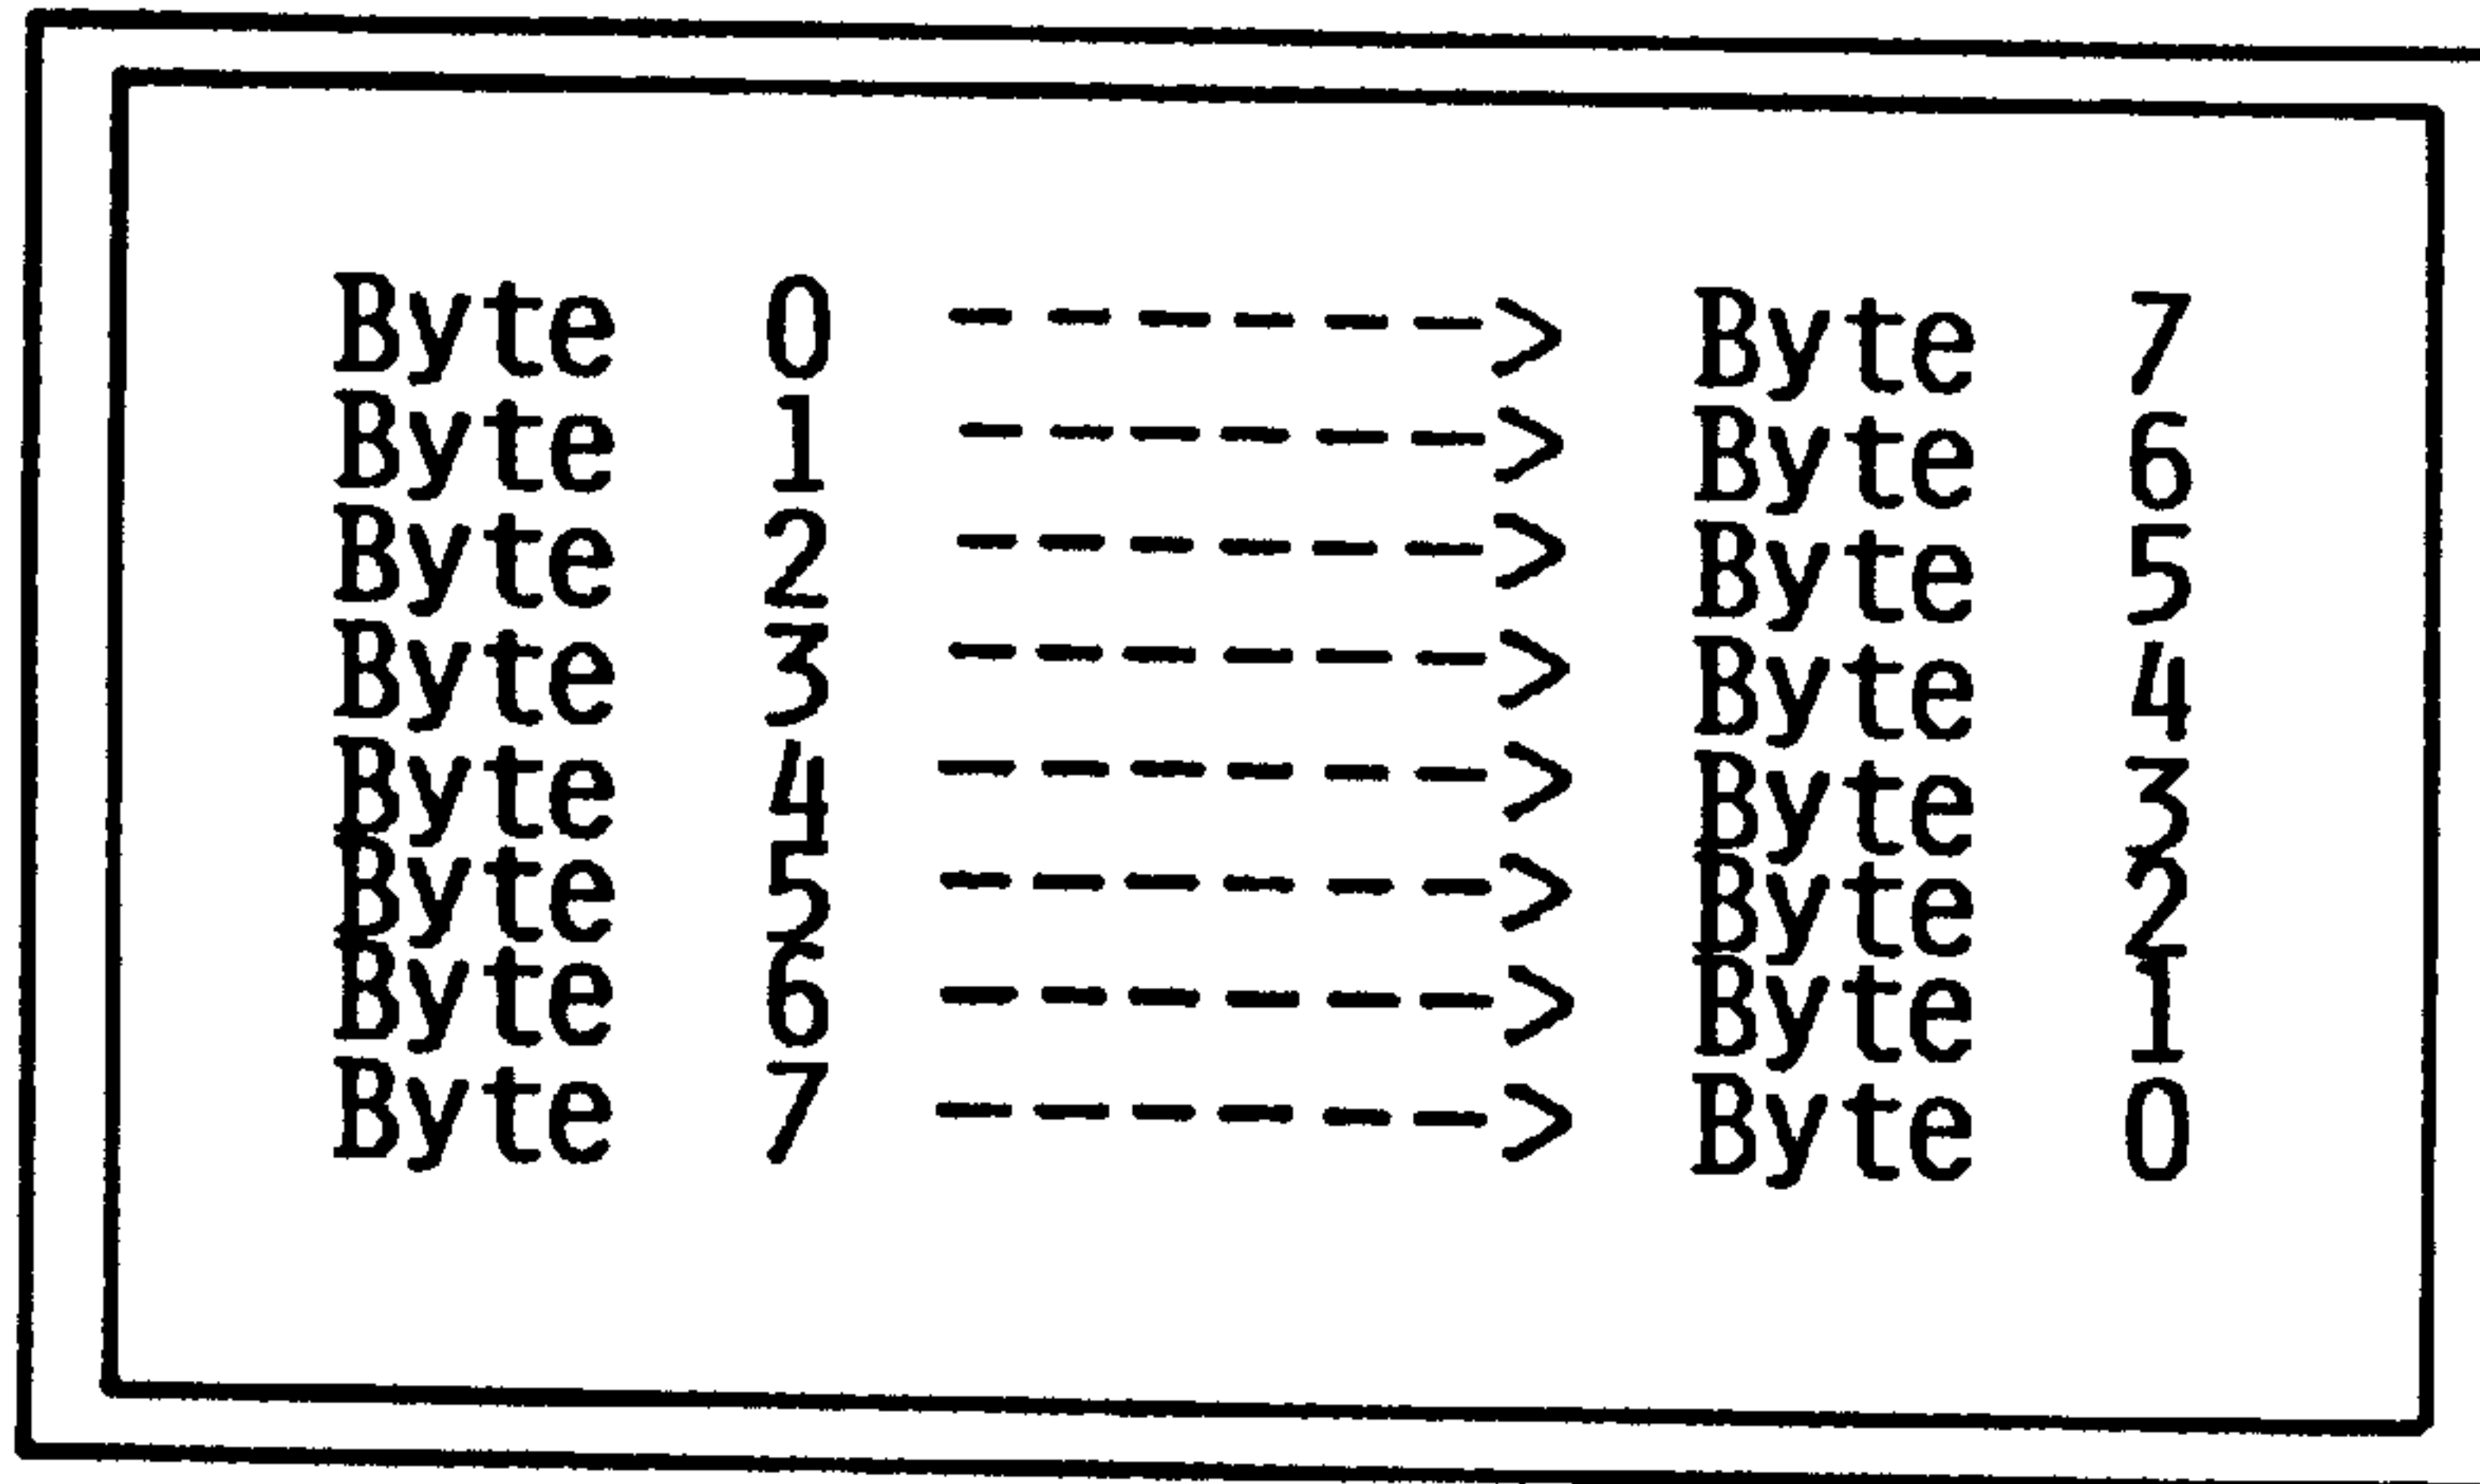 Byte 0 ------> Byte 7
Byte 1 ------> Byte 6
Byte 2 ------> Byte 5
Byte 3 ------> Byte 4
Byte 4 ------> Byte 3
Byte 5 ------> Byte 2
Byte 6 ------> Byte 1
Byte 7 ------> Byte 0